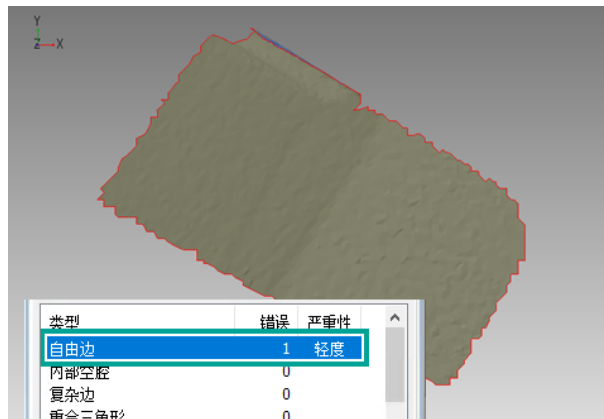 Y
Z X
类型 错误 严重性
自由边 1 轻度
内部空腔 0
复杂边 0
重合三角形 0